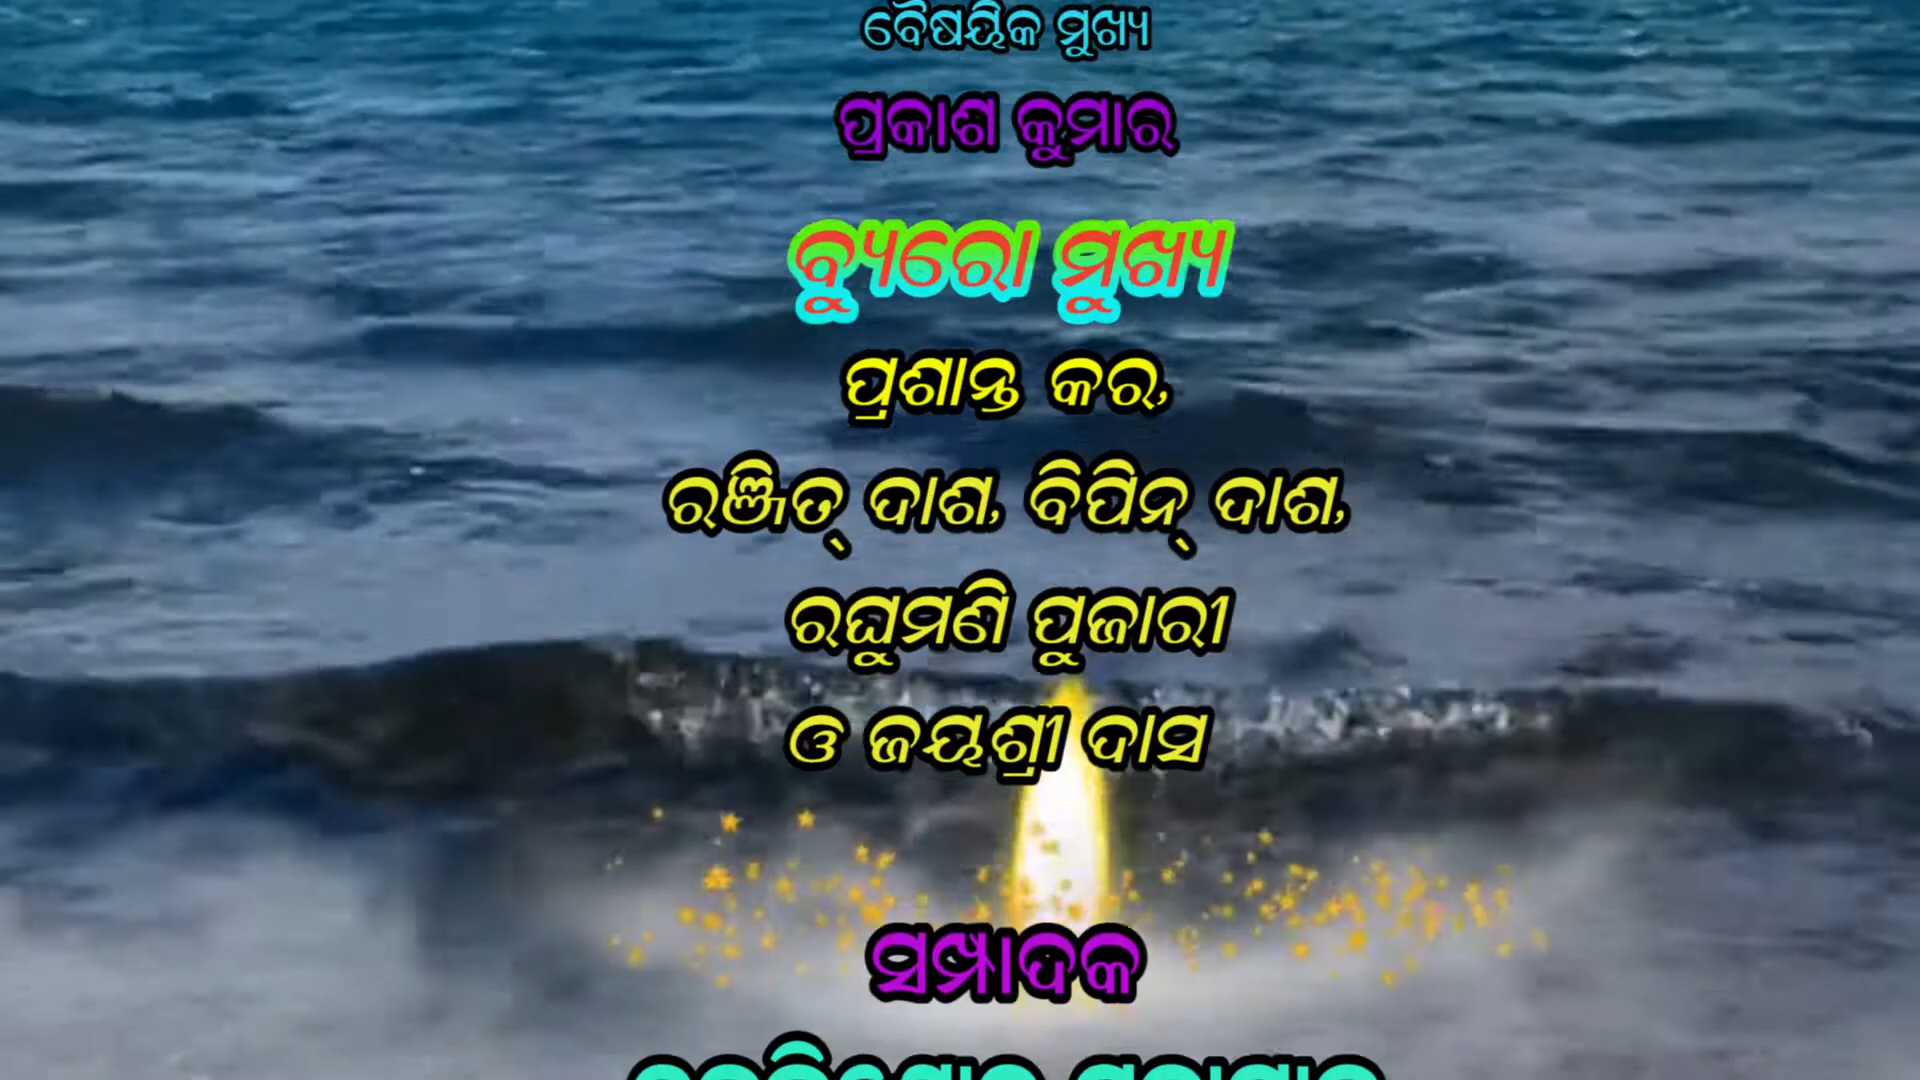 ବୈଷୟିକ ମୁଖ୍ୟ
ପ୍ରକାଶ କୁମାର
ବ୍ୟୁରୋ ମୁଖ୍ୟ
ପ୍ରଶାନ୍ତ କର,
ରଞ୍ଜିତ୍ ଦାଶ, ବିପିନ୍ ଦାଶ,
ରଘୁମଣି ପୁଜାରୀ
ଓ ଜୟଶ୍ରୀ ଦାସ
ସମ୍ପାଦକ